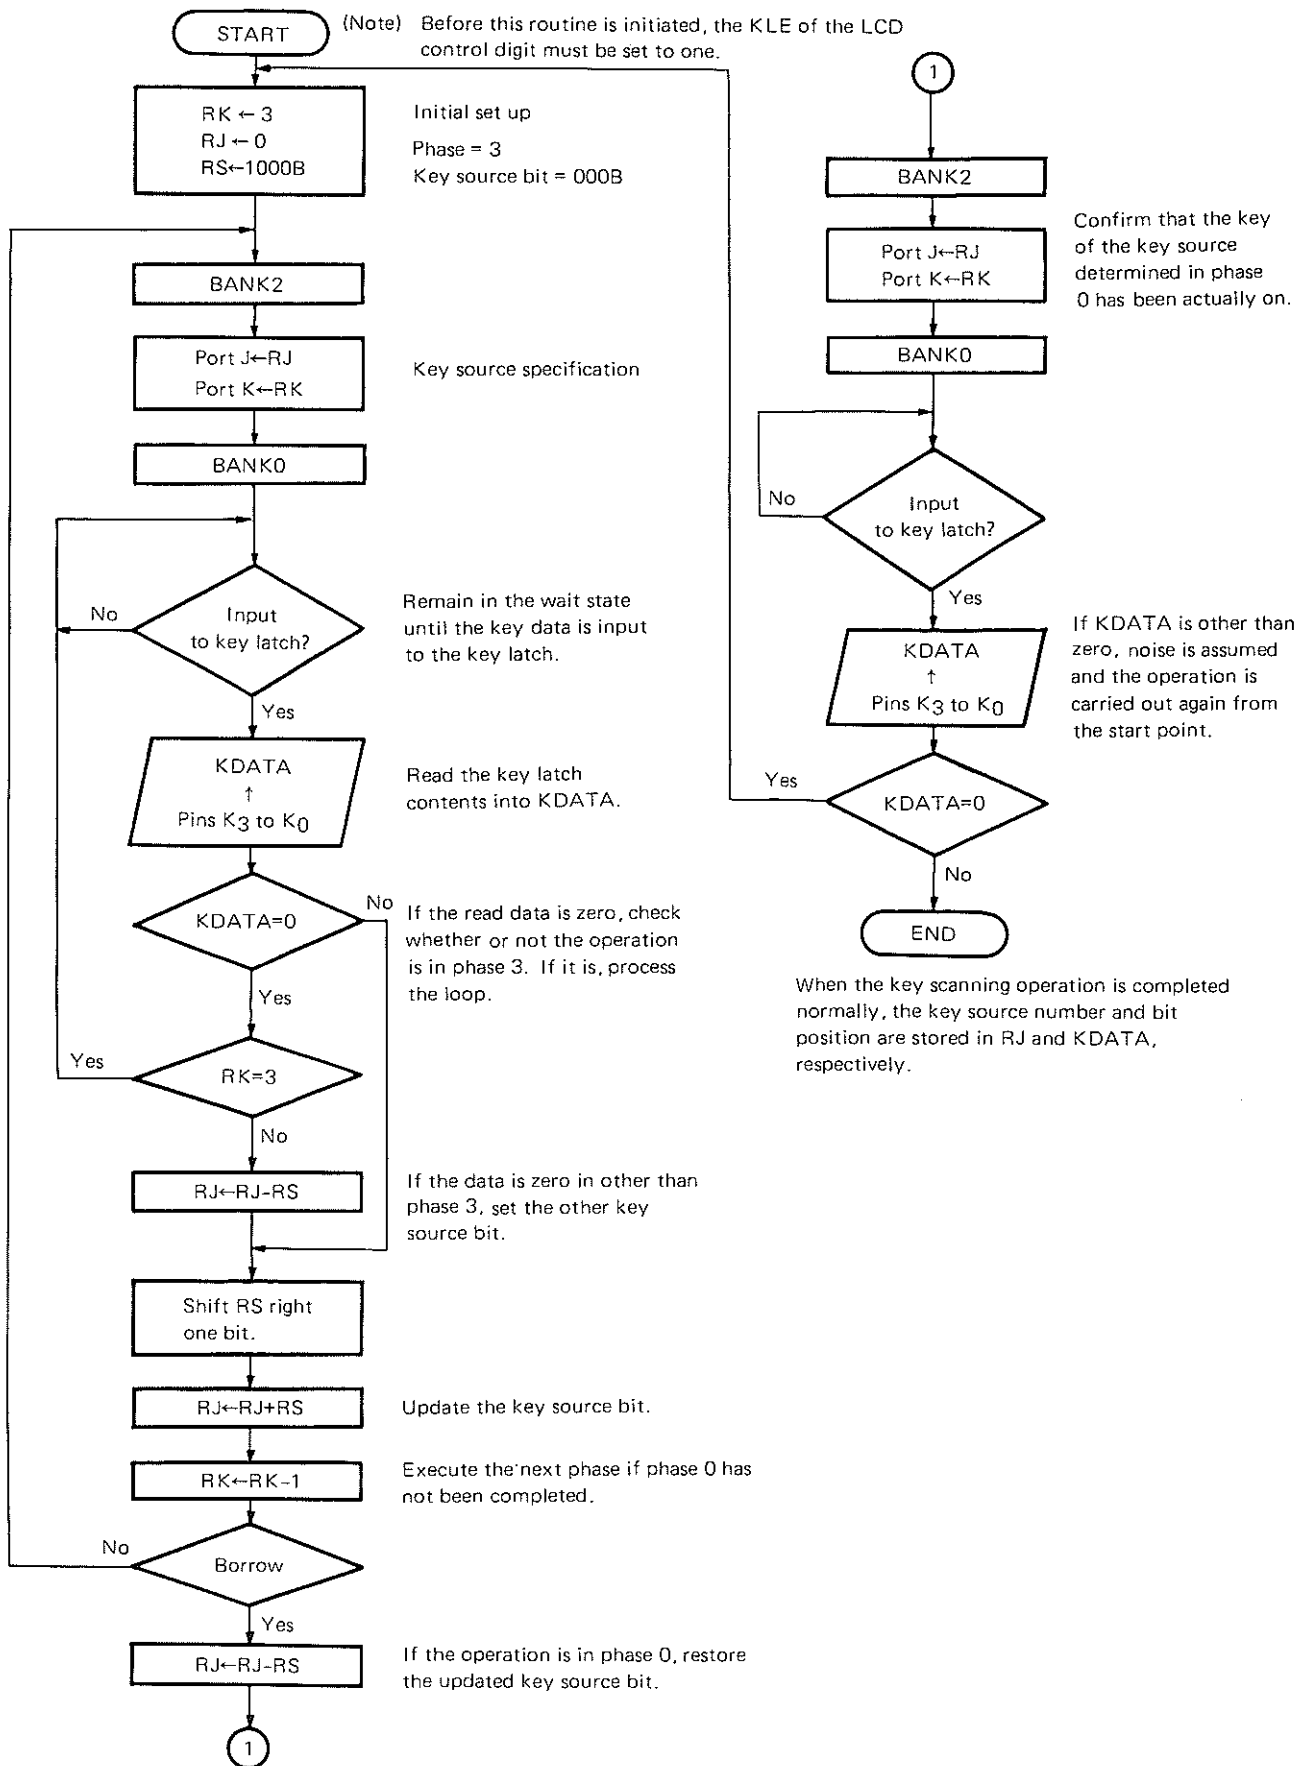 START
(Note) Before this routine is initiated, the KLE of the LCD
control digit must be set to one.
RK ← 3
RJ ← 0
RS←1000B
Initial set up
Phase = 3
Key source bit = 000B
BANK2
Port J←RJ
Port K←RK
Key source specification
BANK0
No
Input
to key latch?
Remain in the wait state
until the key data is input
to the key latch.
Yes
KDATA
↑
Pins K3 to K0
Read the key latch
contents into KDATA.
KDATA=0
No
If the read data is zero, check
whether or not the operation
is in phase 3. If it is, process
the loop.
Yes
Yes
RK=3
No
RJ←RJ-RS
If the data is zero in other than
phase 3, set the other key
source bit.
Shift RS right
one bit.
RJ←RJ+RS
Update the key source bit.
RK←RK-1
Execute the next phase if phase 0 has
not been completed.
No
Borrow
Yes
RJ←RJ-RS
If the operation is in phase 0, restore
the updated key source bit.
1
1
BANK2
Port J←RJ
Port K←RK
Confirm that the key
of the key source
determined in phase
0 has been actually on.
BANK0
No
Input
to key latch?
Yes
KDATA
↑
Pins K3 to K0
If KDATA is other than
zero, noise is assumed
and the operation is
carried out again from
the start point.
Yes
KDATA=0
No
END
When the key scanning operation is completed
normally, the key source number and bit
position are stored in RJ and KDATA,
respectively.